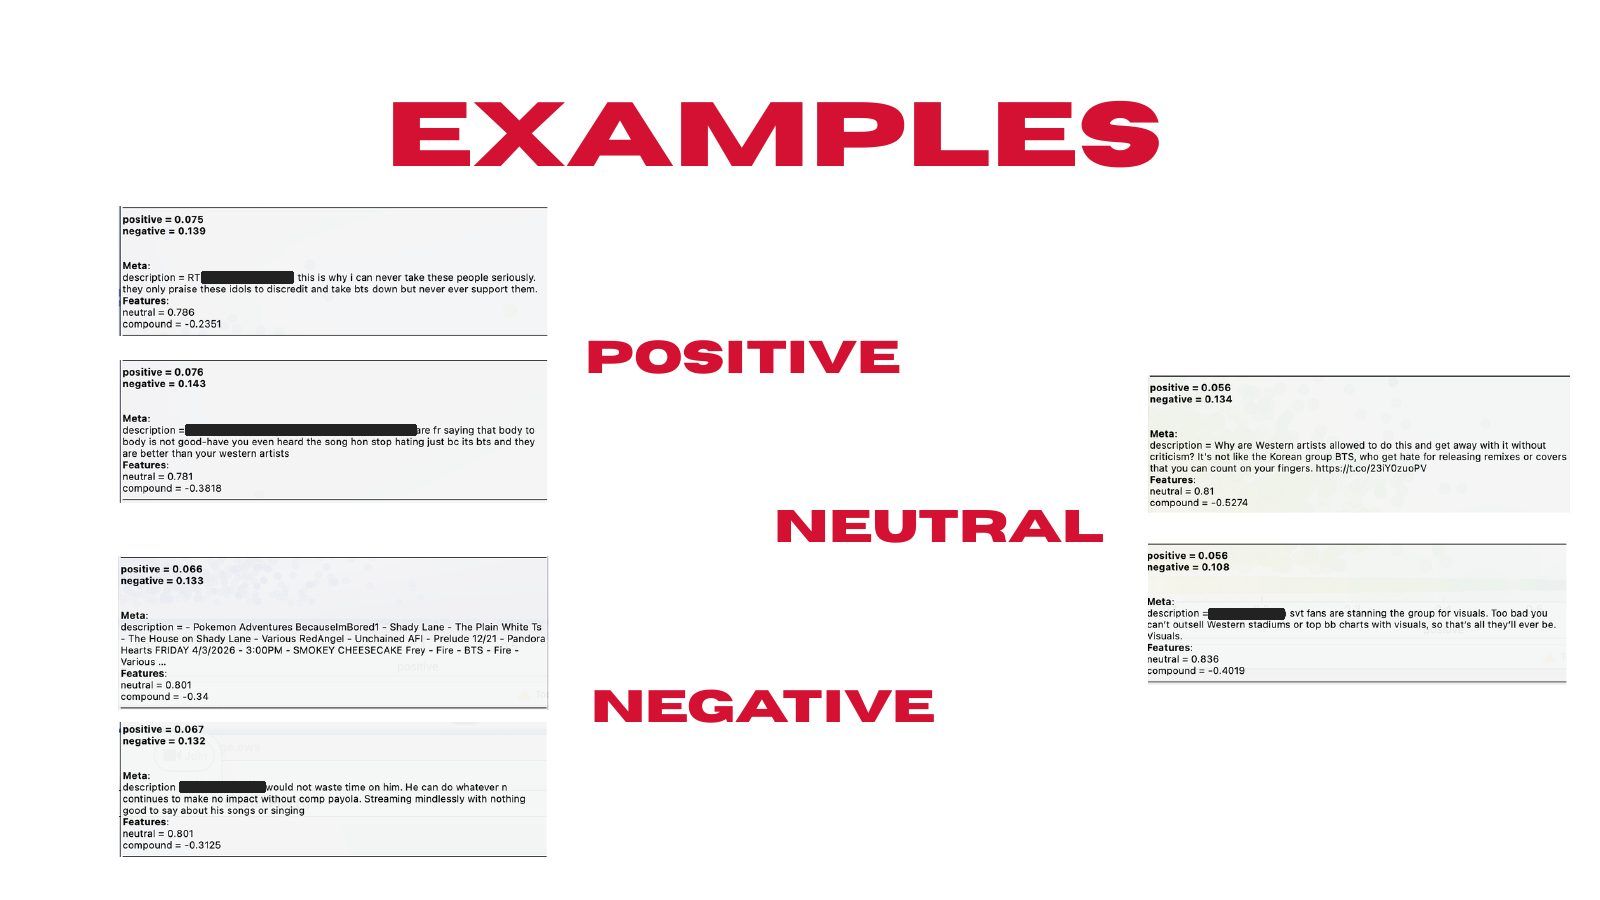 EXAMPLES
positive = 0.075
negative = 0.139
Meta:
description = RT this is why i can never take these people seriously.
they only praise these idols to discredit and take bts down but never ever support them.
Features:
neutral = 0.786
compound = -0.2351
POSITIVE
positive = 0.076
negative = 0.143
Meta:
description = are fr saying that body to
body is not good-have you even heard the song hon stop hating just bc its bts and they
are better than your western artists
Features:
neutral = 0.781
compound = -0.3818
positive = 0.056
negative = 0.134
Meta:
description = Why are Western artists allowed to do this and get away with it without
criticism? It's not like the Korean group BTS, who get hate for releasing remixes or covers
that you can count on your fingers. https://t.co/23iY0zuoPV
Features:
neutral = 0.81
compound = -0.5274
NEUTRAL
positive = 0.056
negative = 0.108
Meta:
description = svt fans are stanning the group for visuals. Too bad you
can't outsell Western stadiums or top bb charts with visuals, so that's all they'll ever be.
Visuals.
Features:
neutral = 0.836
compound = -0.4019
positive = 0.066
negative = 0.133
Meta:
description = - Pokemon Adventures BecauseImBored1 - Shady Lane - The Plain White Ts
- The House on Shady Lane - Various RedAngel - Unchained AFI - Prelude 12/21 - Pandora
Hearts FRIDAY 4/3/2026 - 3:00PM - SMOKEY CHEESECAKE Frey - Fire - BTS - Fire -
Various ...
Features:
neutral = 0.801
compound = -0.34
positive
NEGATIVE
positive = 0.067
negative = 0.132
Meta:
description would not waste time on him. He can do whatever n
continues to make no impact without comp payola. Streaming mindlessly with nothing
good to say about his songs or singing
Features:
neutral = 0.801
compound = -0.3125